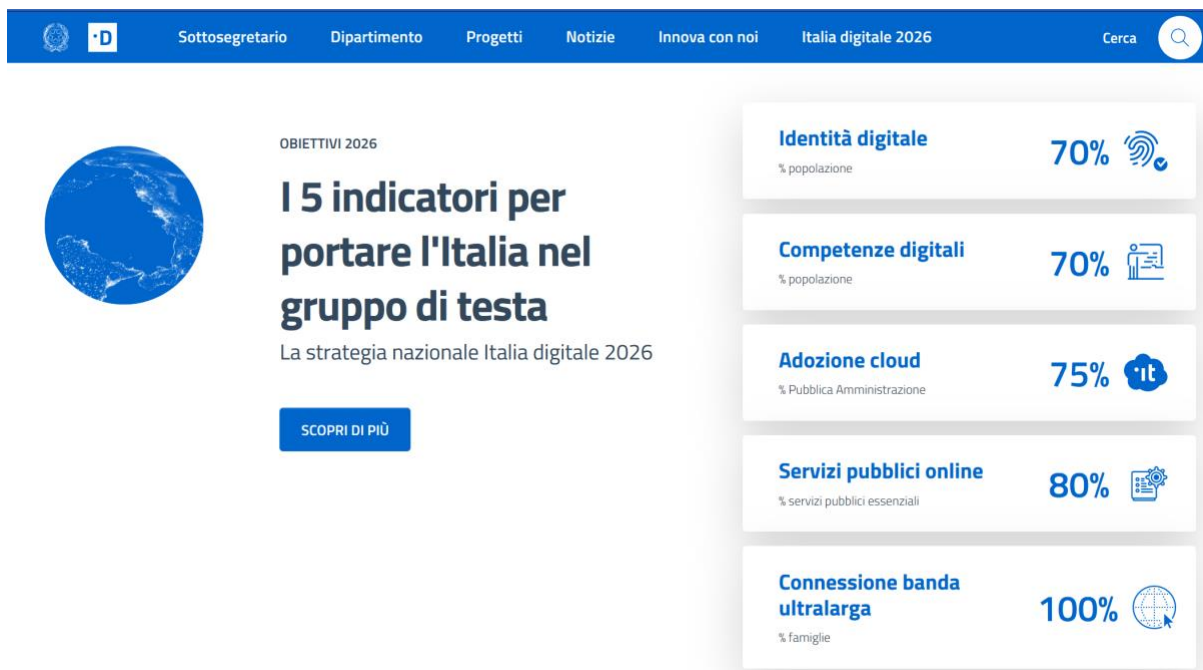 ·D
Sottosegretario
Dipartimento
Progetti
Notizie
Innova con noi
Italia digitale 2026
Cerca
OBIETTIVI 2026
I 5 indicatori per
portare l'Italia nel
gruppo di testa
La strategia nazionale Italia digitale 2026
SCOPRI DI PIÙ
Identità digitale
% popolazione
70%
Competenze digitali
% popolazione
70%
Adozione cloud
% Pubblica Amministrazione
75%
·it
Servizi pubblici online
% servizi pubblici essenziali
80%
Connessione banda
ultralarga
% famiglie
100%